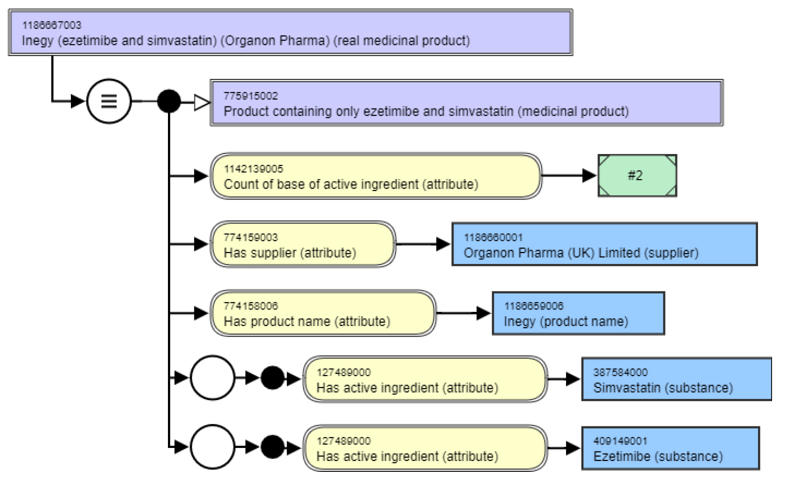 1186667003
Inegy (ezetimibe and simvastatin) (Organon Pharma) (real medicinal product)
775915002
Product containing only ezetimibe and simvastatin (medicinal product)
1142139005
Count of base of active ingredient (attribute)
#2
774159003
Has supplier (attribute)
1186660001
Organon Pharma (UK) Limited (supplier)
774158006
Has product name (attribute)
1186659006
Inegy (product name)
127489000
Has active ingredient (attribute)
387584000
Simvastatin (substance)
127489000
Has active ingredient (attribute)
409149001
Ezetimibe (substance)